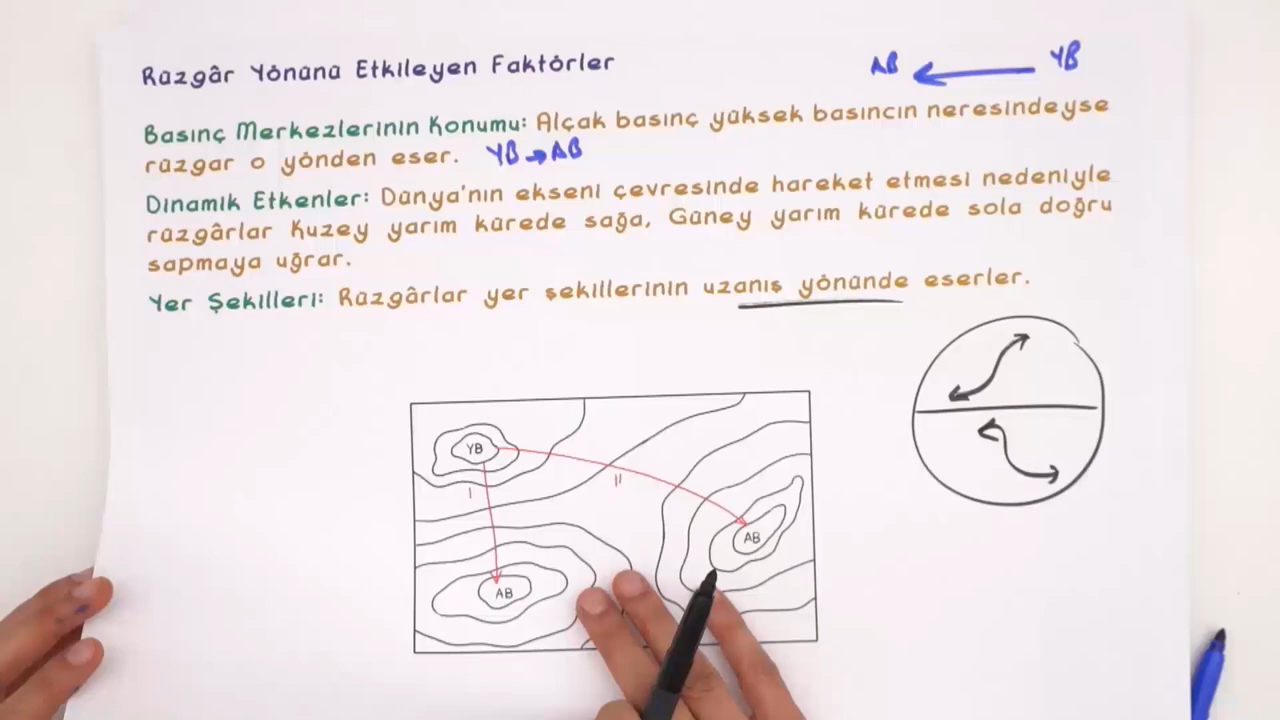 Rüzgâr Yönünü Etkileyen Faktörler
AB ← YB
Basınç Merkezlerinin Konumu: Alçak basınç yüksek basıncın neresindeyse
rüzgar o yönden eser. YB→AB
Dinamik Etkenler: Dünya'nın ekseni çevresinde hareket etmesi nedeniyle
rüzgârlar Kuzey yarım kürede sağa, Güney yarım kürede sola doğru
sapmaya uğrar.
Yer Şekilleri: Rüzgârlar yer şekillerinin uzanış yönünde eserler.
YB
I
II
AB
AB